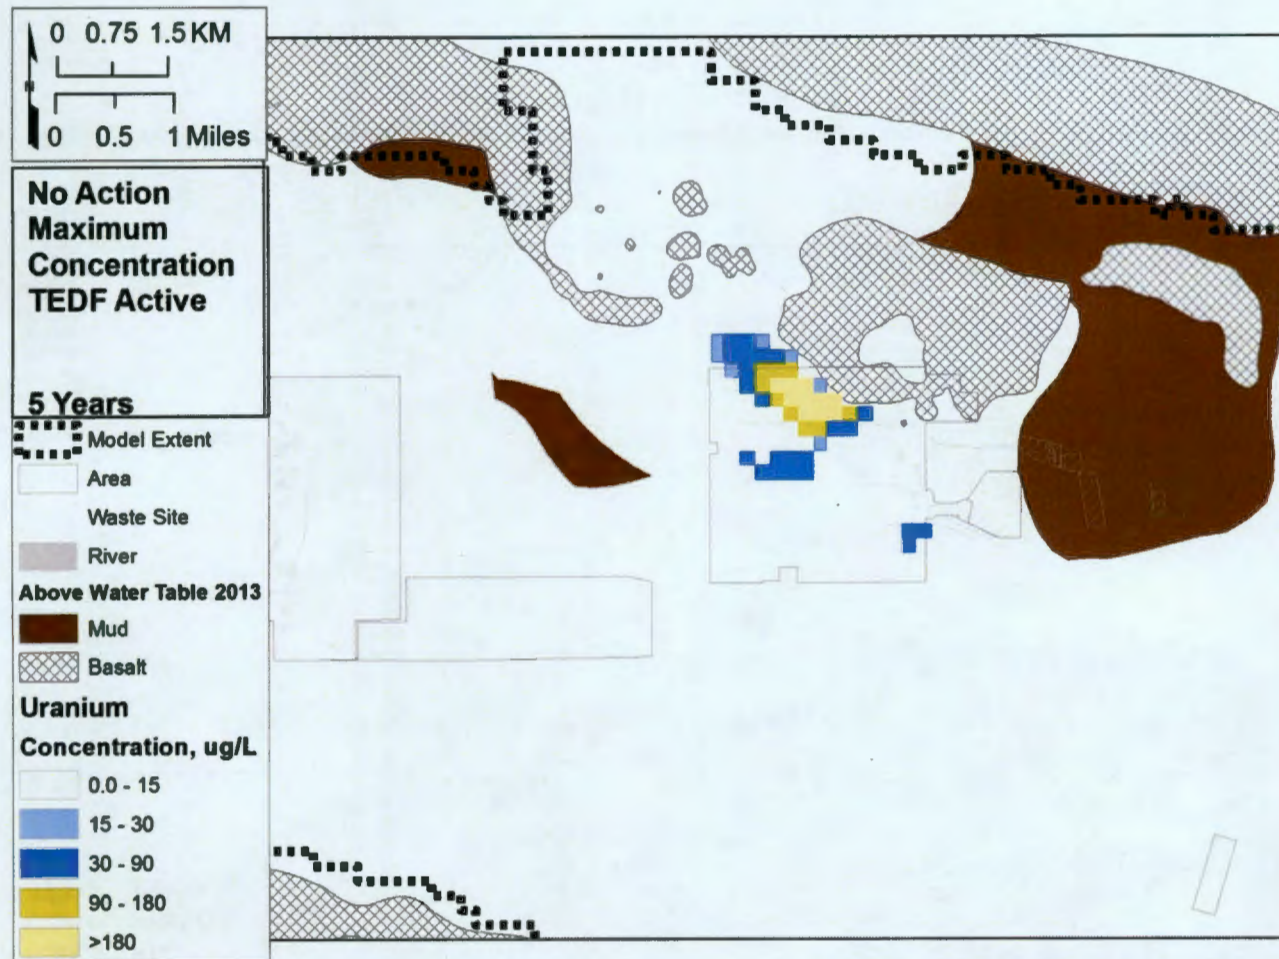 0 0.75 1.5 KM
N
0 0.5 1 Miles
No Action
Maximum
Concentration
TEDF Active
5 Years
Model Extent
Area
Waste Site
River
Above Water Table 2013
Mud
Basalt
Uranium
Concentration, ug/L
0.0 - 15
15 - 30
30 - 90
90 - 180
>180